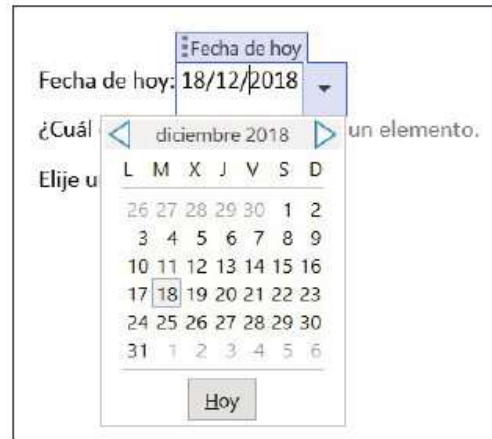 Fecha de hoy
Fecha de hoy: 18/12/2018
¿Cuál un elemento.
diciembre 2018
Elije u
L M X J V S D
26 27 28 29 30 1 2
3 4 5 6 7 8 9
10 11 12 13 14 15 16
17 18 19 20 21 22 23
24 25 26 27 28 29 30
31 1 2 3 4 5 6
Hoy